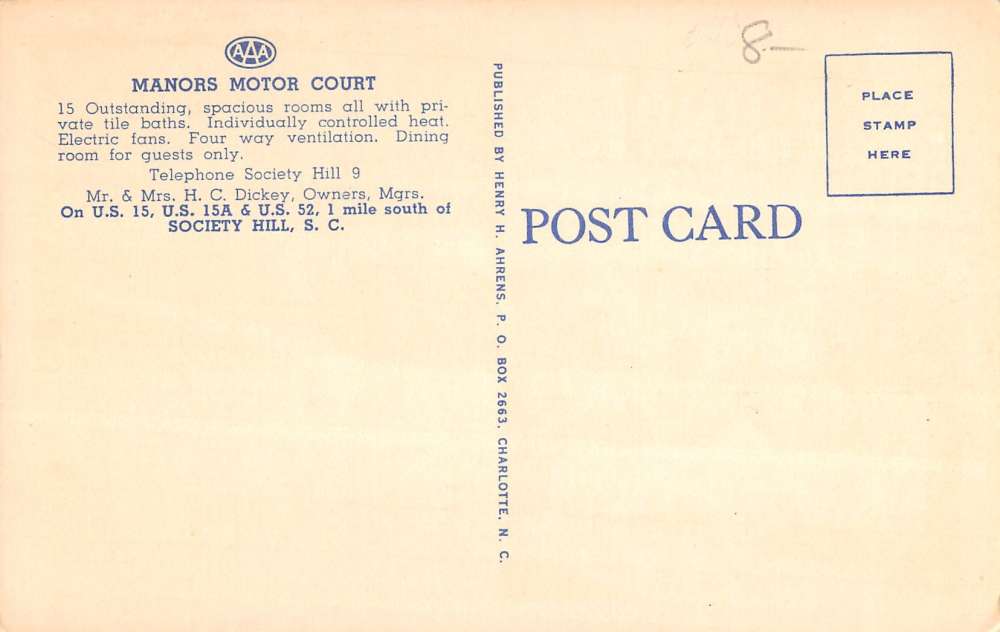 AAA
MANORS MOTOR COURT
15 Outstanding, spacious rooms all with pri-
vate tile baths. Individually controlled heat.
Electric fans. Four way ventilation. Dining
room for guests only.
Telephone Society Hill 9
Mr. & Mrs. H. C. Dickey, Owners, Mgrs.
On U.S. 15, U.S. 15A & U.S. 52, 1 mile south of
SOCIETY HILL, S. C.
PUBLISHED BY HENRY H. AHRENS, P. O. BOX 2663, CHARLOTTE, N. C.
8.—
PLACE
STAMP
HERE
POST CARD